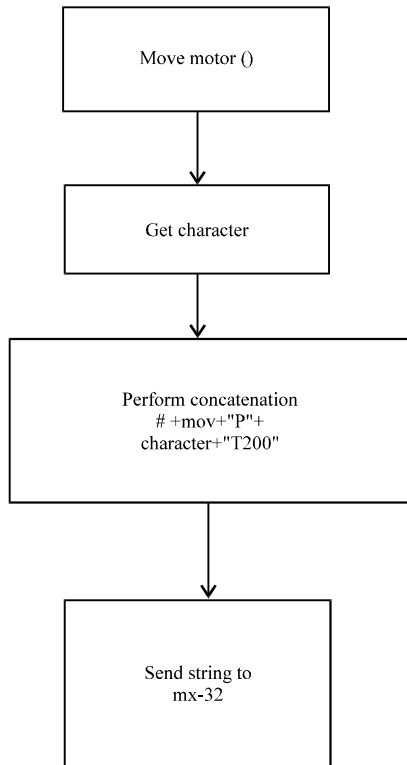 Move motor ()
Get character
Perform concatenation
# +mov+"P"+
character+"T200"
Send string to
mx-32